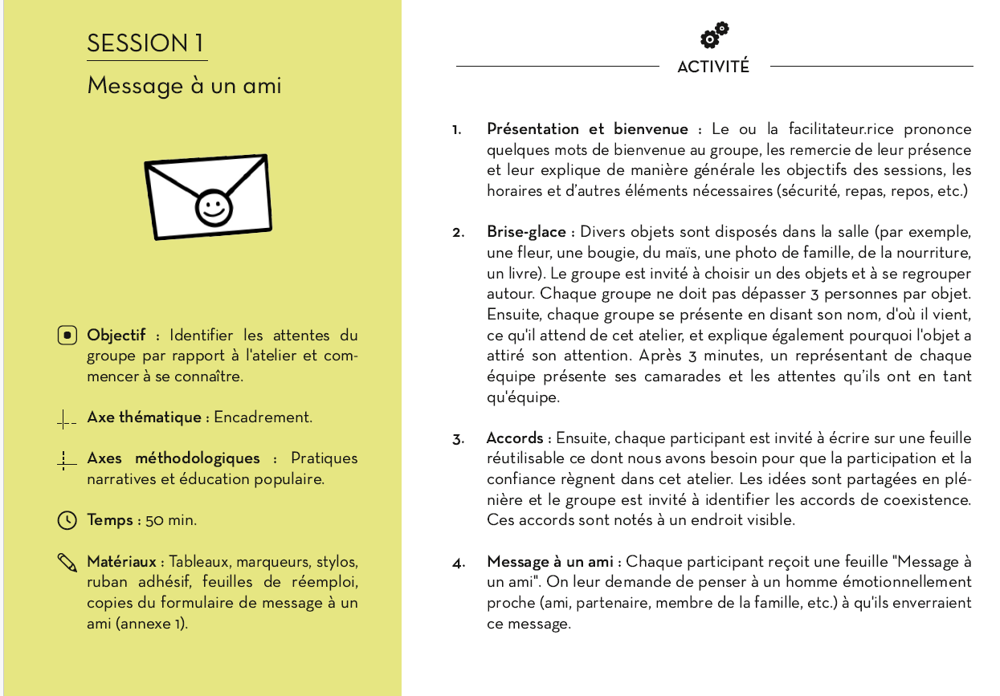 SESSION 1
Message à un ami
Objectif : Identifier les attentes du
groupe par rapport à l'atelier et com-
mencer à se connaître.
Axe thématique : Encadrement.
Axes méthodologiques : Pratiques
narratives et éducation populaire.
Temps : 50 min.
Matériaux : Tableaux, marqueurs, stylos,
ruban adhésif, feuilles de réemploi,
copies du formulaire de message à un
ami (annexe 1).
ACTIVITÉ
1. Présentation et bienvenue : Le ou la facilitateur.rice prononce
quelques mots de bienvenue au groupe, les remercie de leur présence
et leur explique de manière générale les objectifs des sessions, les
horaires et d’autres éléments nécessaires (sécurité, repas, repos, etc.)
2. Brise-glace : Divers objets sont disposés dans la salle (par exemple,
une fleur, une bougie, du maïs, une photo de famille, de la nourriture,
un livre). Le groupe est invité à choisir un des objets et à se regrouper
autour. Chaque groupe ne doit pas dépasser 3 personnes par objet.
Ensuite, chaque groupe se présente en disant son nom, d'où il vient,
ce qu'il attend de cet atelier, et explique également pourquoi l'objet a
attiré son attention. Après 3 minutes, un représentant de chaque
équipe présente ses camarades et les attentes qu’ils ont en tant
qu'équipe.
3. Accords : Ensuite, chaque participant est invité à écrire sur une feuille
réutilisable ce dont nous avons besoin pour que la participation et la
confiance règnent dans cet atelier. Les idées sont partagées en plé-
nière et le groupe est invité à identifier les accords de coexistence.
Ces accords sont notés à un endroit visible.
4. Message à un ami : Chaque participant reçoit une feuille "Message à
un ami". On leur demande de penser à un homme émotionnellement
proche (ami, partenaire, membre de la famille, etc.) à qu'ils enverraient
ce message.